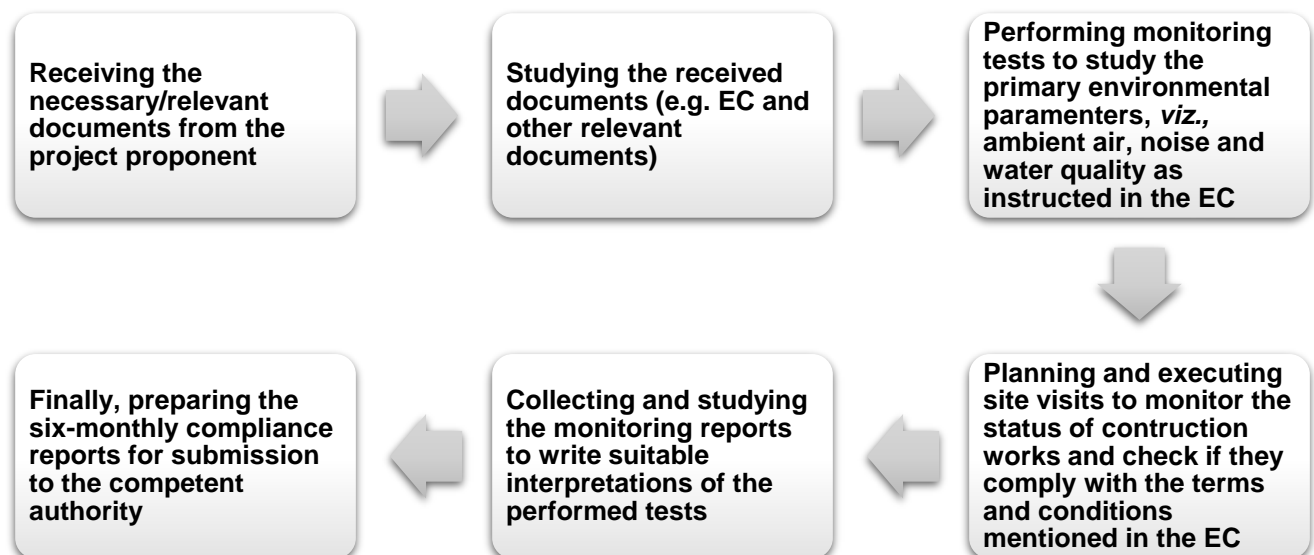 Receiving the
necessary/relevant
documents from the
project proponent
Studying the received
documents (e.g. EC and
other relevant
documents)
Performing monitoring
tests to study the
primary environmental
paramenters, viz.,
ambient air, noise and
water quality as
instructed in the EC
Planning and executing
site visits to monitor the
status of contruction
works and check if they
comply with the terms
and conditions
mentioned in the EC
Collecting and studying
the monitoring reports
to write suitable
interpretations of the
performed tests
Finally, preparing the
six-monthly compliance
reports for submission
to the competent
authority